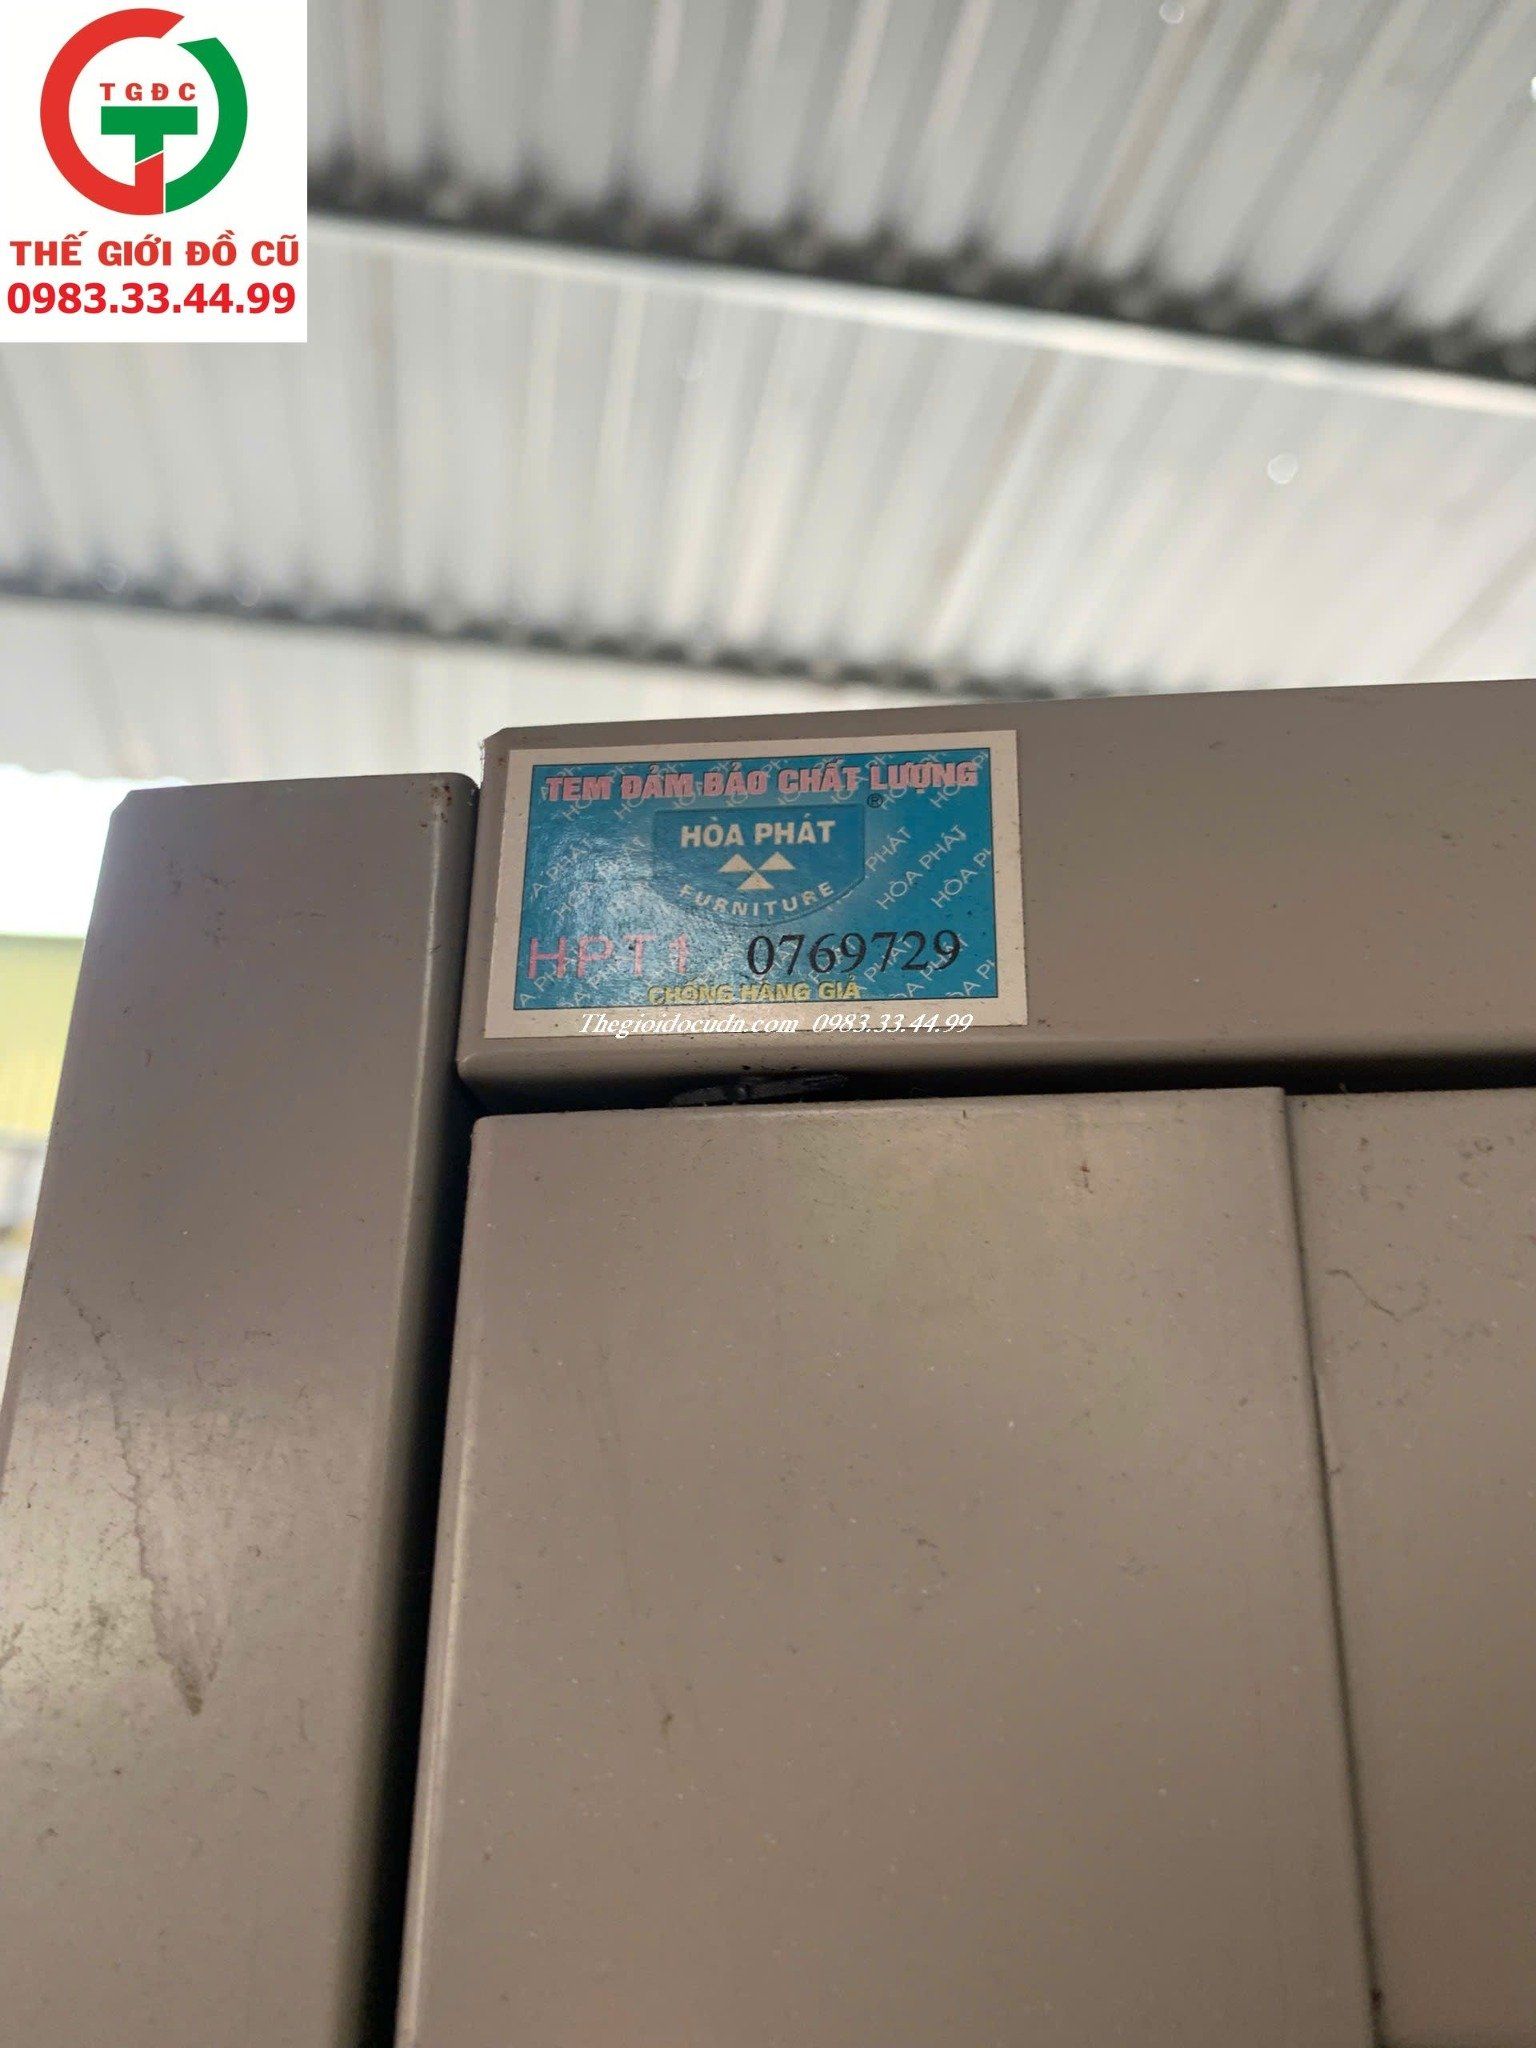 TGĐC
THẾ GIỚI ĐỒ CŨ
0983.33.44.99
TEM ĐẢM BẢO CHẤT LƯỢNG
®
HÒA PHÁT
FURNITURE
HPT1 0769729
CHỐNG HÀNG GIẢ
Thegioidocudn.com 0983.33.44.99